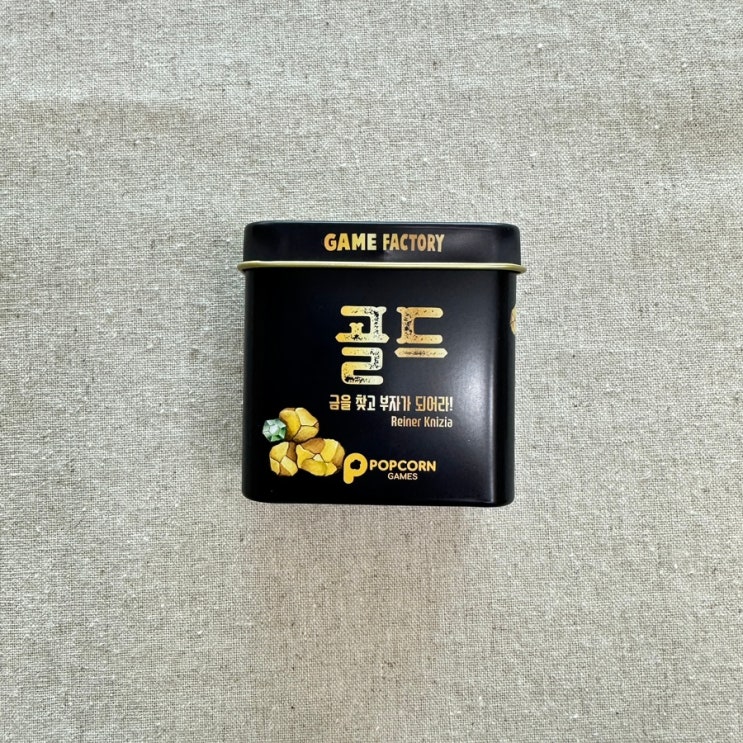 GAME FACTORY
골드
금을 찾고 부자가 되어라!
Reiner Knizia
POPCORN
GAMES